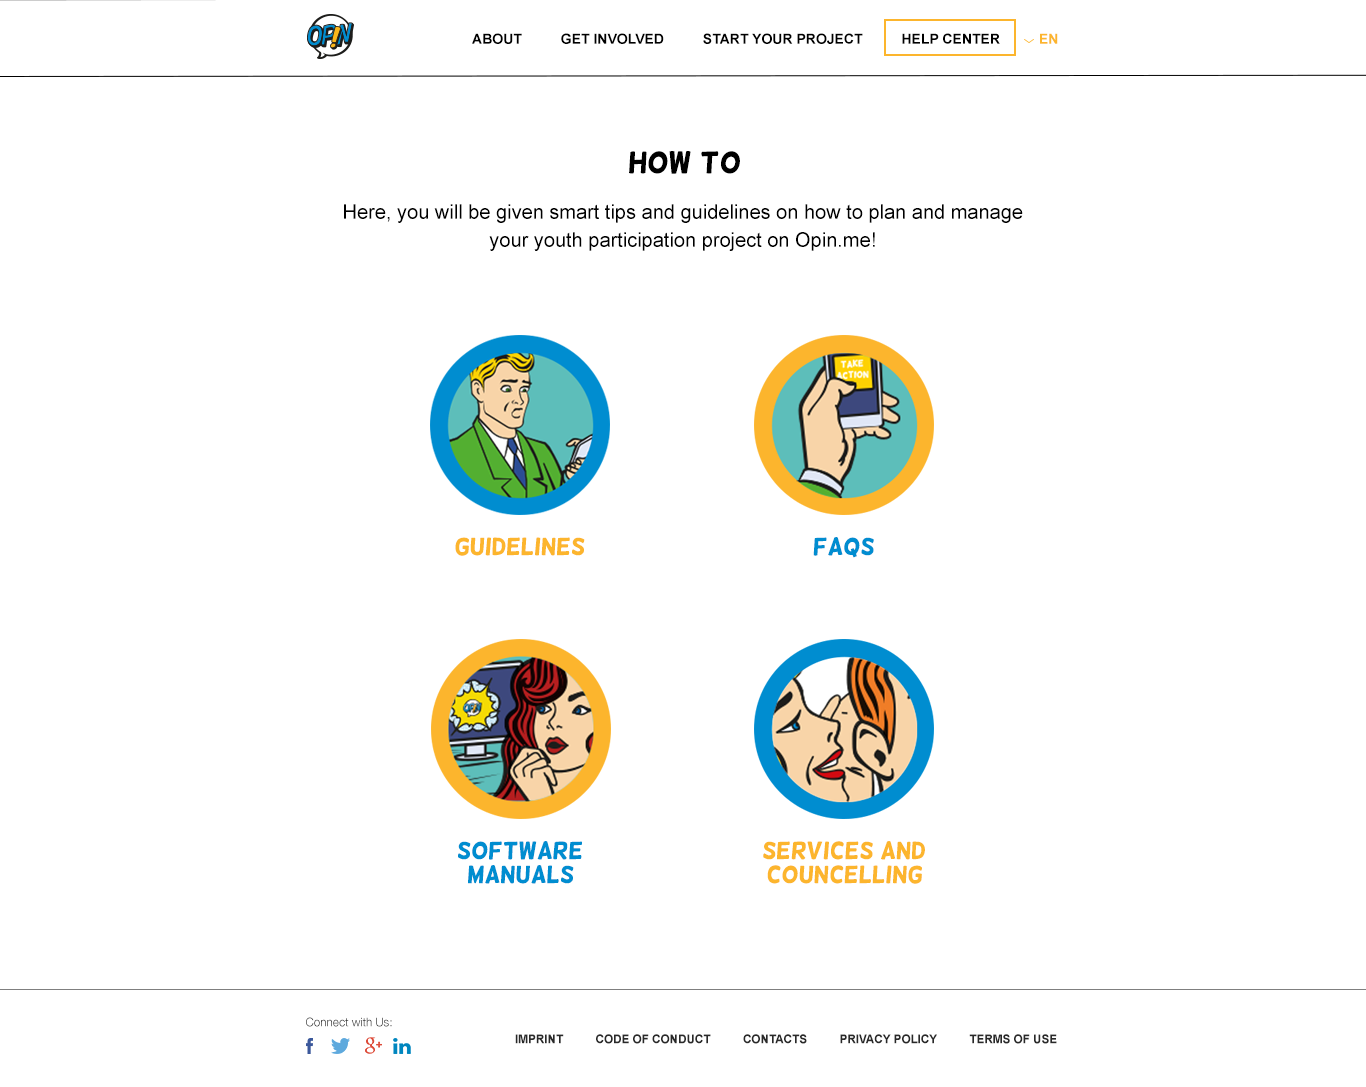 OP!N
ABOUT
GET INVOLVED
START YOUR PROJECT
HELP CENTER
EN
HOW TO
Here, you will be given smart tips and guidelines on how to plan and manage
your youth participation project on Opin.me!
TAKE
ACTION
GUIDELINES
FAQS
OP!N
SOFTWARE
MANUALS
SERVICES AND
COUNCELLING
Connect with Us:
IMPRINT
CODE OF CONDUCT
CONTACTS
PRIVACY POLICY
TERMS OF USE